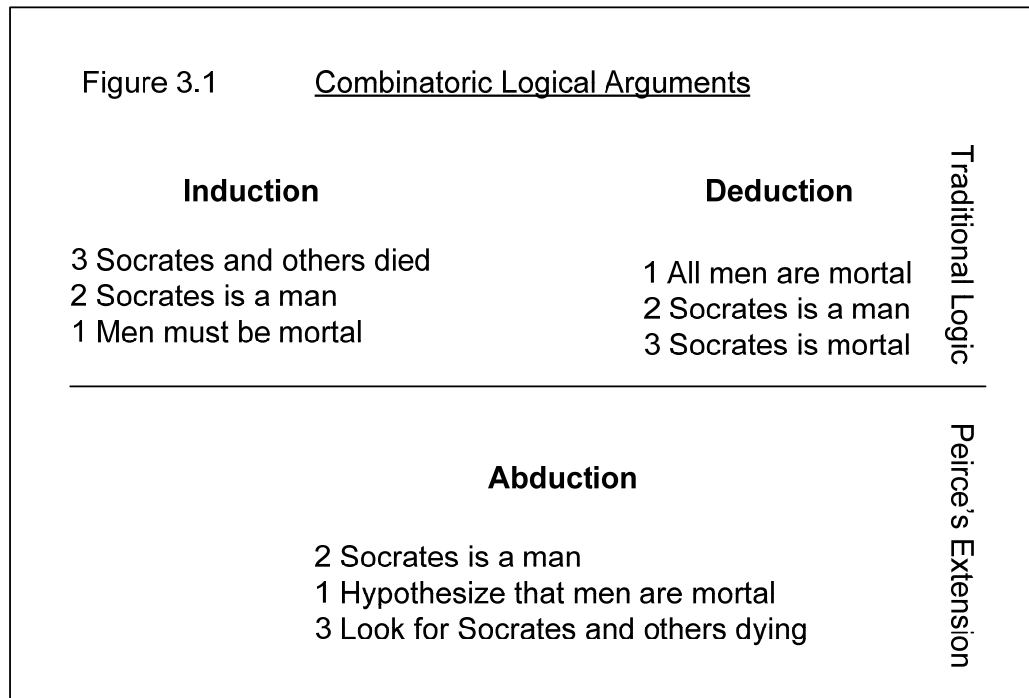 Figure 3.1 Combinatoric Logical Arguments
Induction
3 Socrates and others died
2 Socrates is a man
1 Men must be mortal
Deduction
1 All men are mortal
2 Socrates is a man
3 Socrates is mortal
Traditional Logic
Abduction
2 Socrates is a man
1 Hypothesize that men are mortal
3 Look for Socrates and others dying
Peirce's Extension